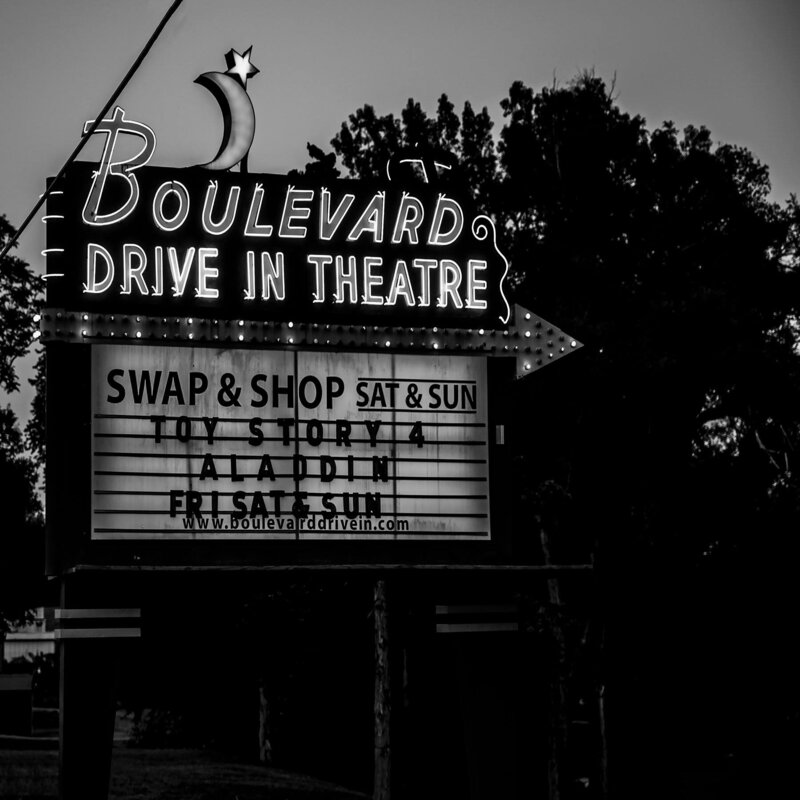 BOULEVARD
DRIVE IN THEATRE
SWAP & SHOP SAT & SUN
TOY STORY 4
ALADDIN
FRI SAT & SUN
www.boulevarddrivein.com